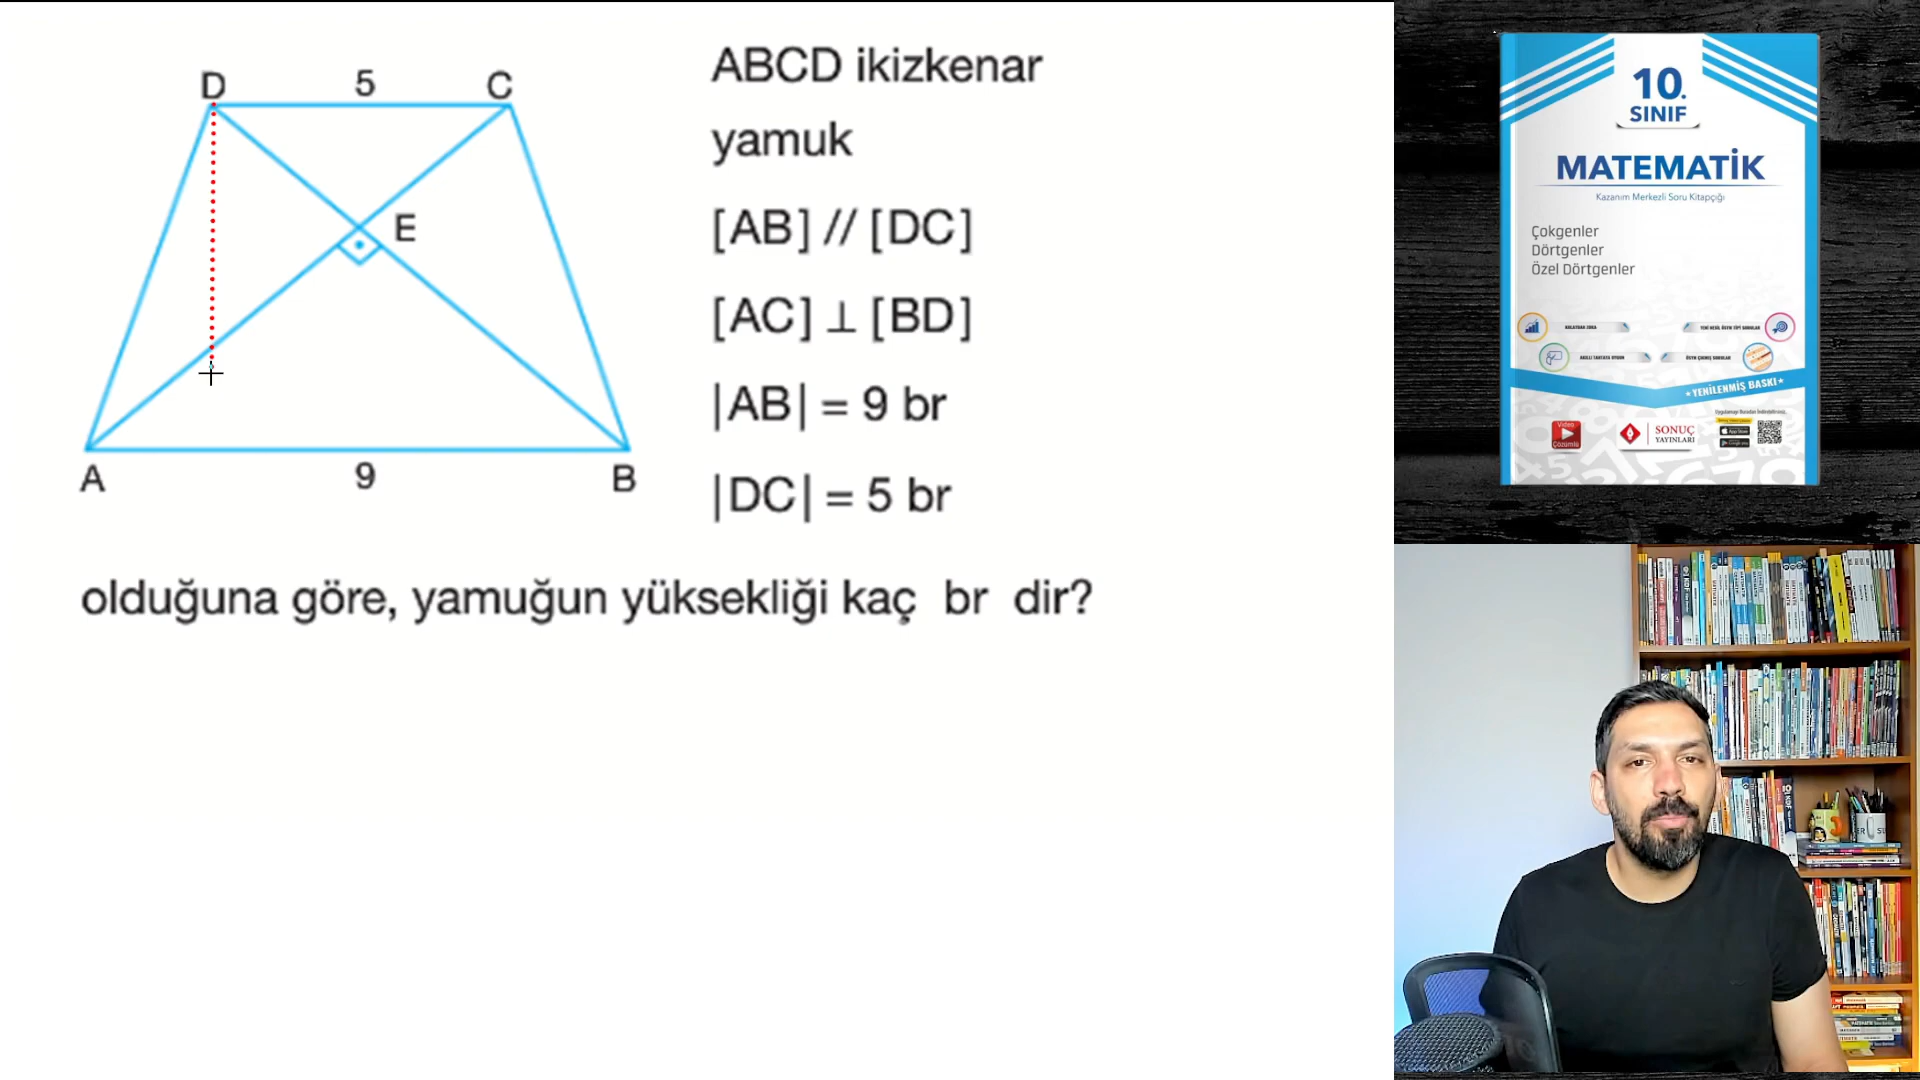 D 5 C
E
A 9 B
ABCD ikizkenar
yamuk
[AB] // [DC]
[AC] ⊥ [BD]
|AB| = 9 br
|DC| = 5 br
olduğuna göre, yamuğun yüksekliği kaç br dir?
10.
SINIF
MATEMATİK
Kazanım Merkezli Soru Kitapçığı
Çokgenler
Dörtgenler
Özel Dörtgenler
★YENİLENMİŞ BASKI★
Video
Çözümlü
SONUÇ
YAYINLARI